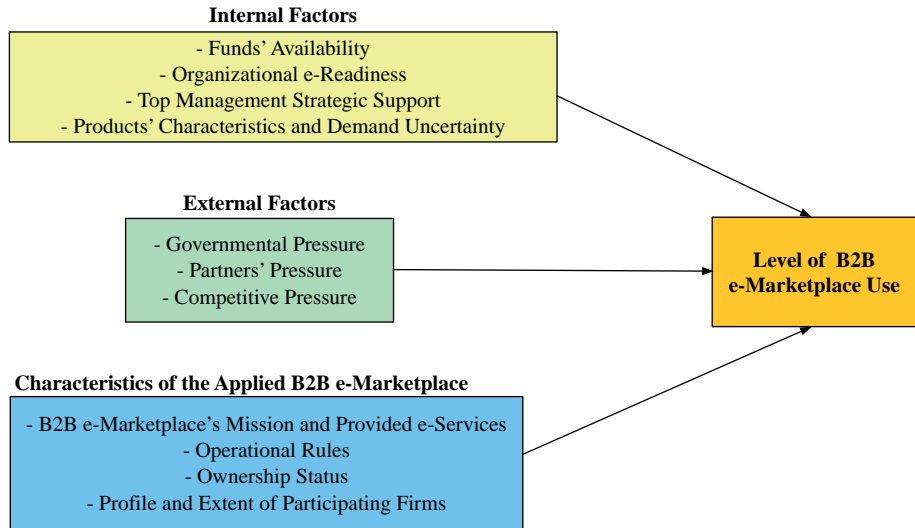 Internal Factors
- Funds’ Availability
- Organizational e-Readiness
- Top Management Strategic Support
- Products’ Characteristics and Demand Uncertainty
External Factors
- Governmental Pressure
- Partners’ Pressure
- Competitive Pressure
Level of B2B
e-Marketplace Use
Characteristics of the Applied B2B e-Marketplace
- B2B e-Marketplace’s Mission and Provided e-Services
- Operational Rules
- Ownership Status
- Profile and Extent of Participating Firms